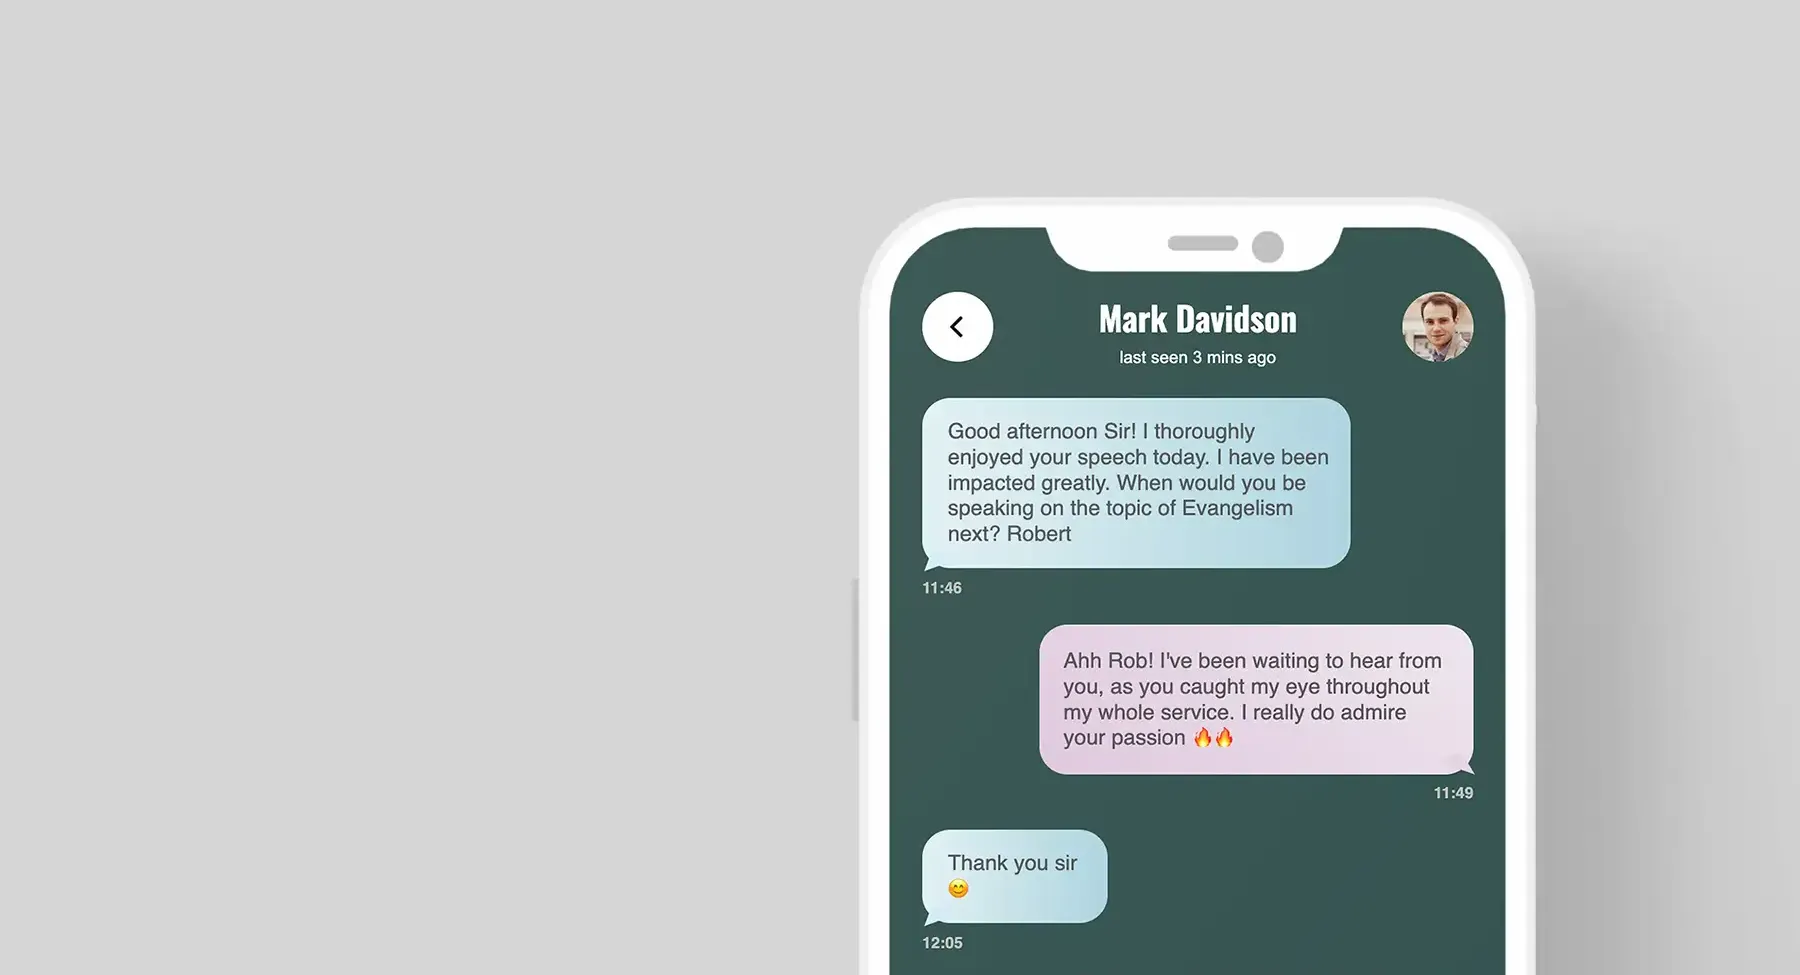 Mark Davidson
last seen 3 mins ago
Good afternoon Sir! I thoroughly
enjoyed your speech today. I have been
impacted greatly. When would you be
speaking on the topic of Evangelism
next? Robert
11:46
Ahh Rob! I've been waiting to hear from
you, as you caught my eye throughout
my whole service. I really do admire
your passion 🔥🔥
11:49
Thank you sir
😊
12:05